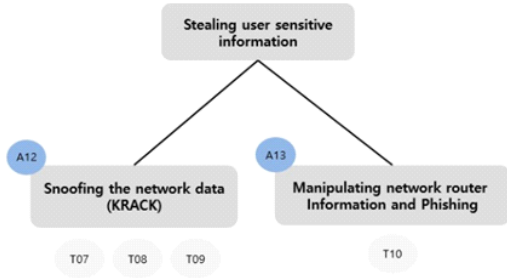 Stealing user sensitive
information
A12
A13
Snoofing the network data
(KRACK)
Manipulating network router
Information and Phishing
T07
T08
T09
T10